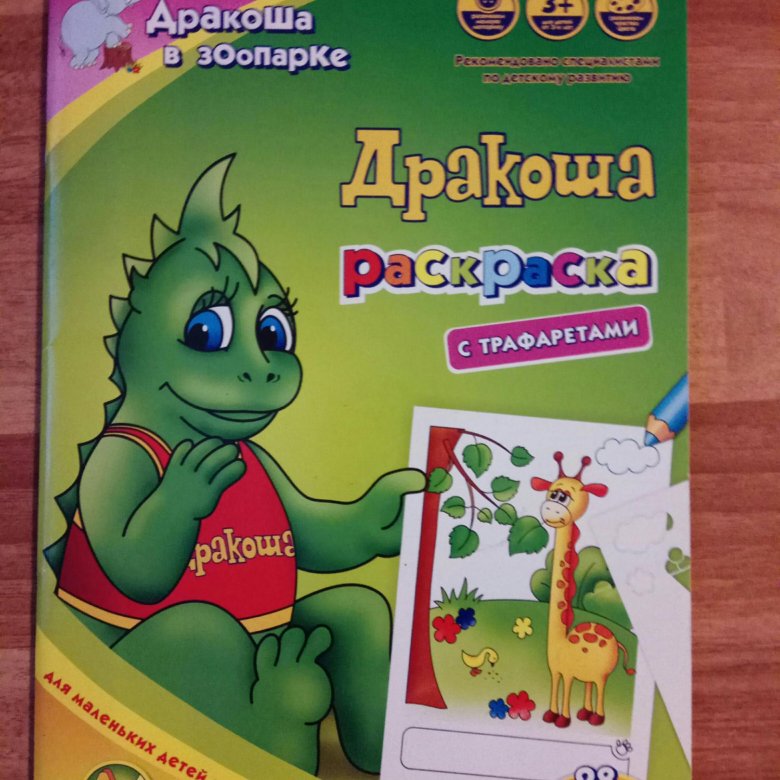 Дракоша
в зоопарке
3+
Рекомендовано специалистами
по детскому развитию
Дракоша
раскраска
с трафаретами
Дракоша
для маленьких детей